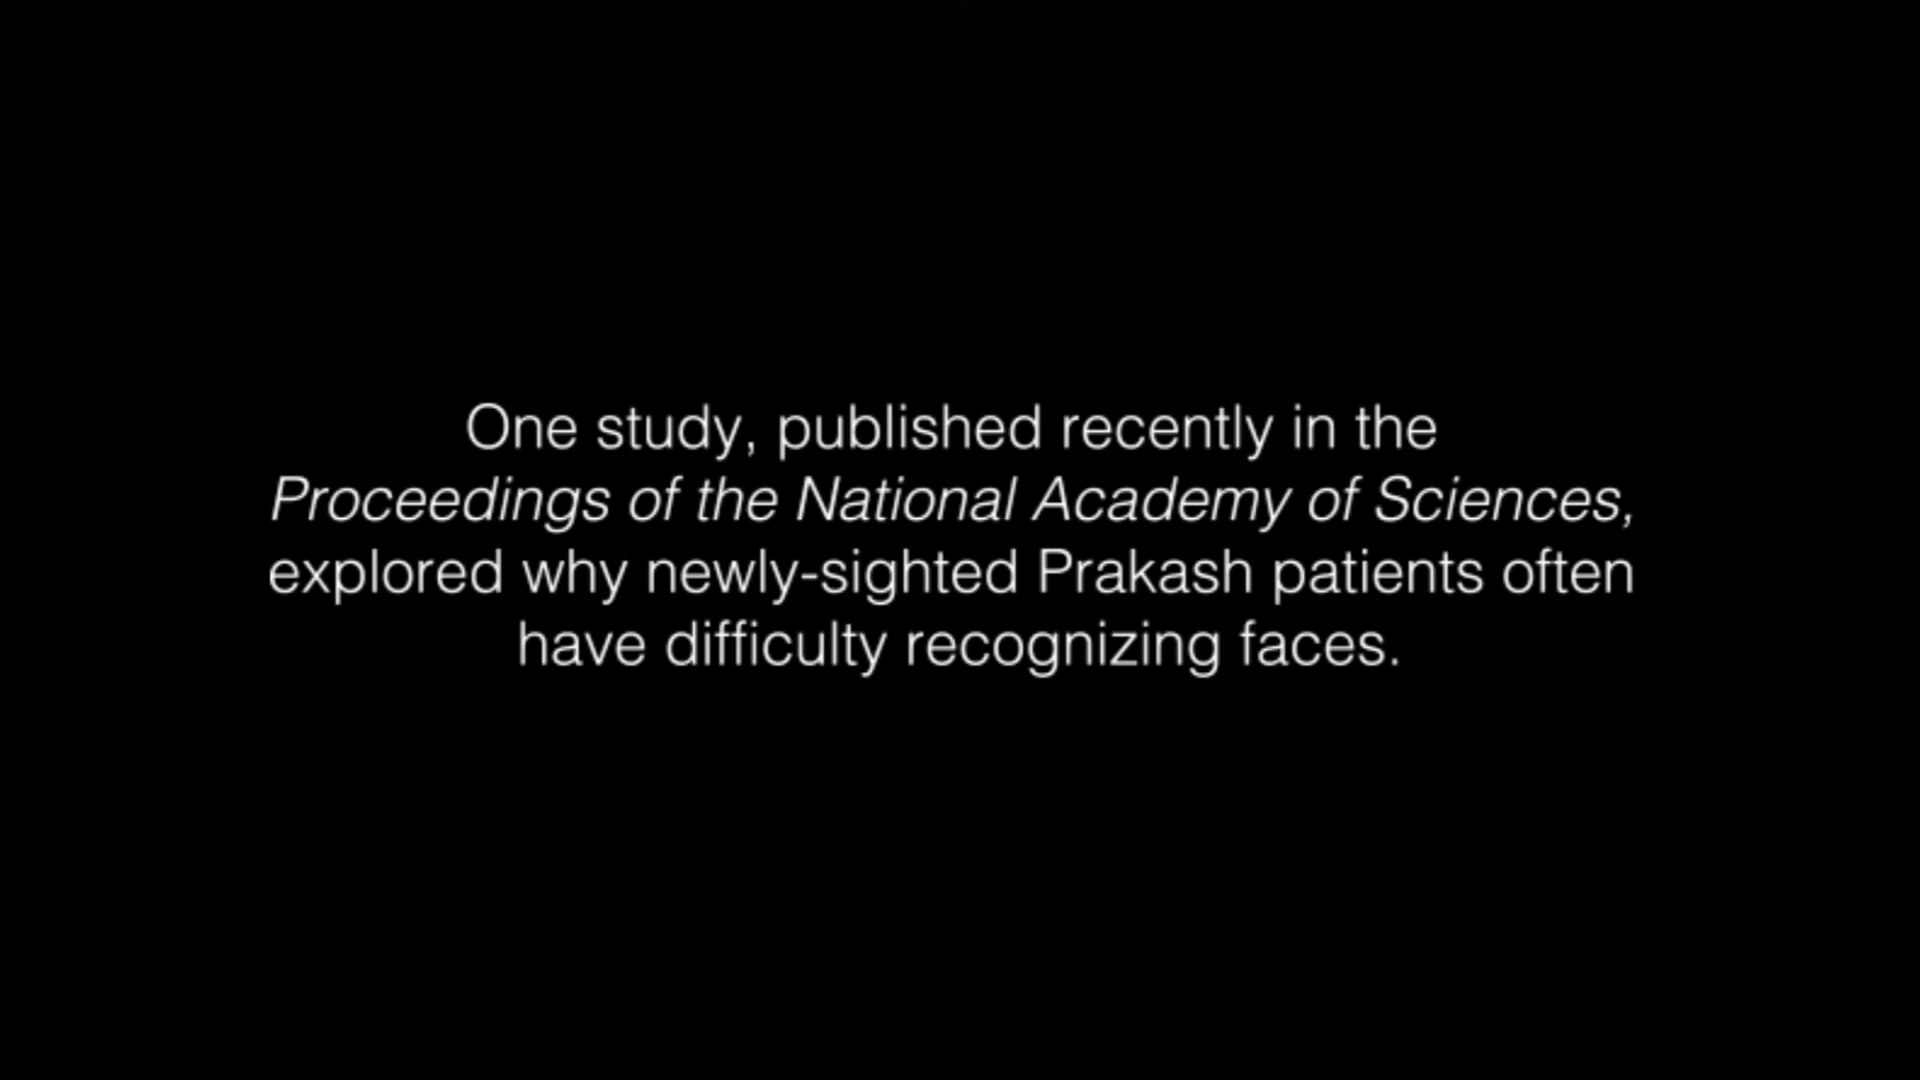 One study, published recently in the
Proceedings of the National Academy of Sciences,
explored why newly-sighted Prakash patients often
have difficulty recognizing faces.